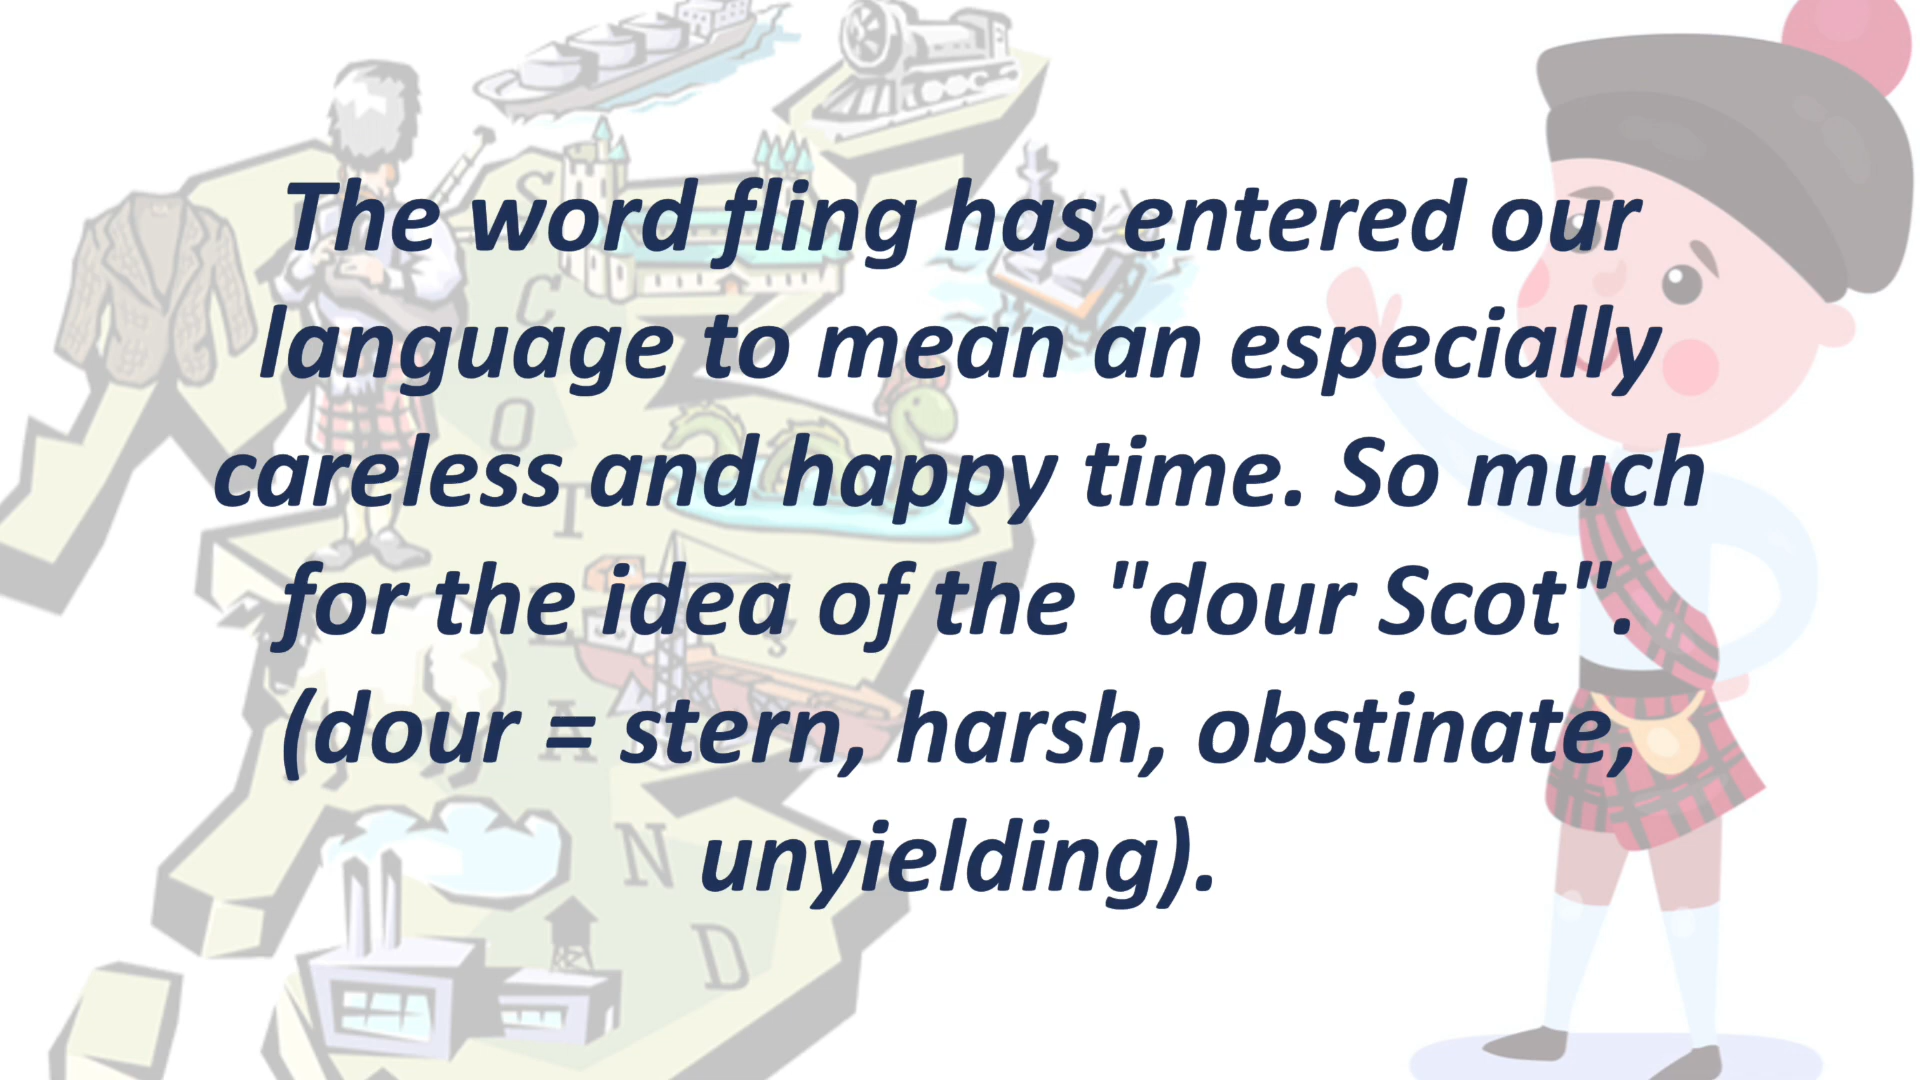 The word fling has entered our
language to mean an especially
careless and happy time. So much
for the idea of the "dour Scot".
(dour = stern, harsh, obstinate,
unyielding).
S
C
O
T
L
A
N
D